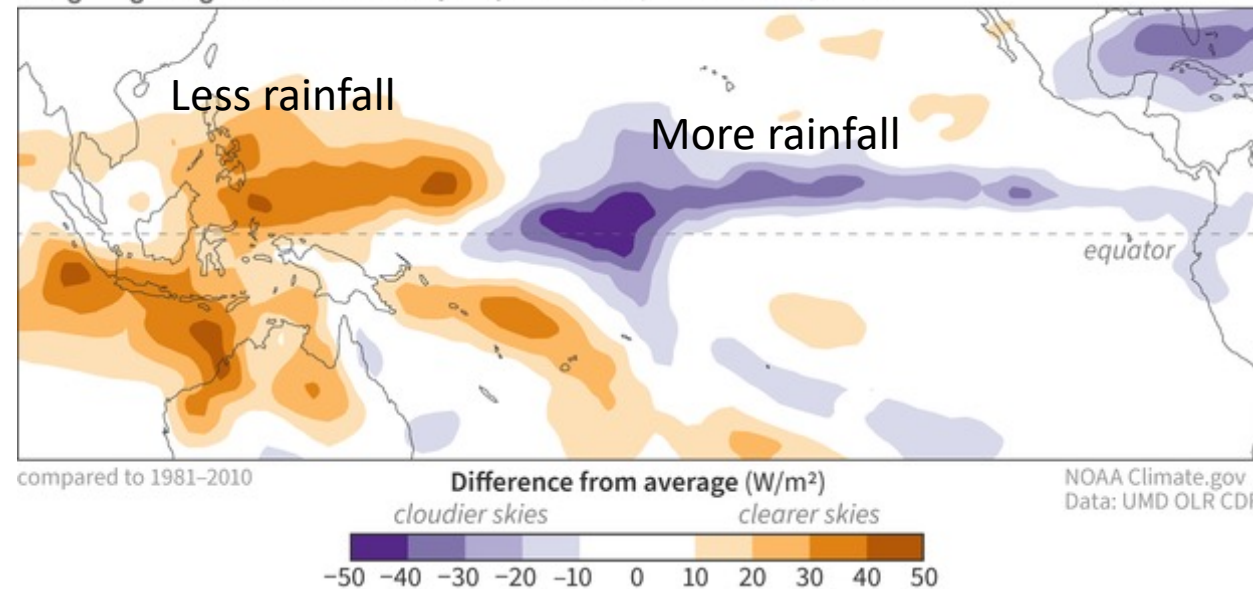 Less rainfall
More rainfall
equator
compared to 1981–2010
Difference from average (W/m²)
NOAA Climate.gov
Data: UMD OLR
cloudier skies
clearer skies
−50 −40 −30 −20 −10 0 10 20 30 40 50